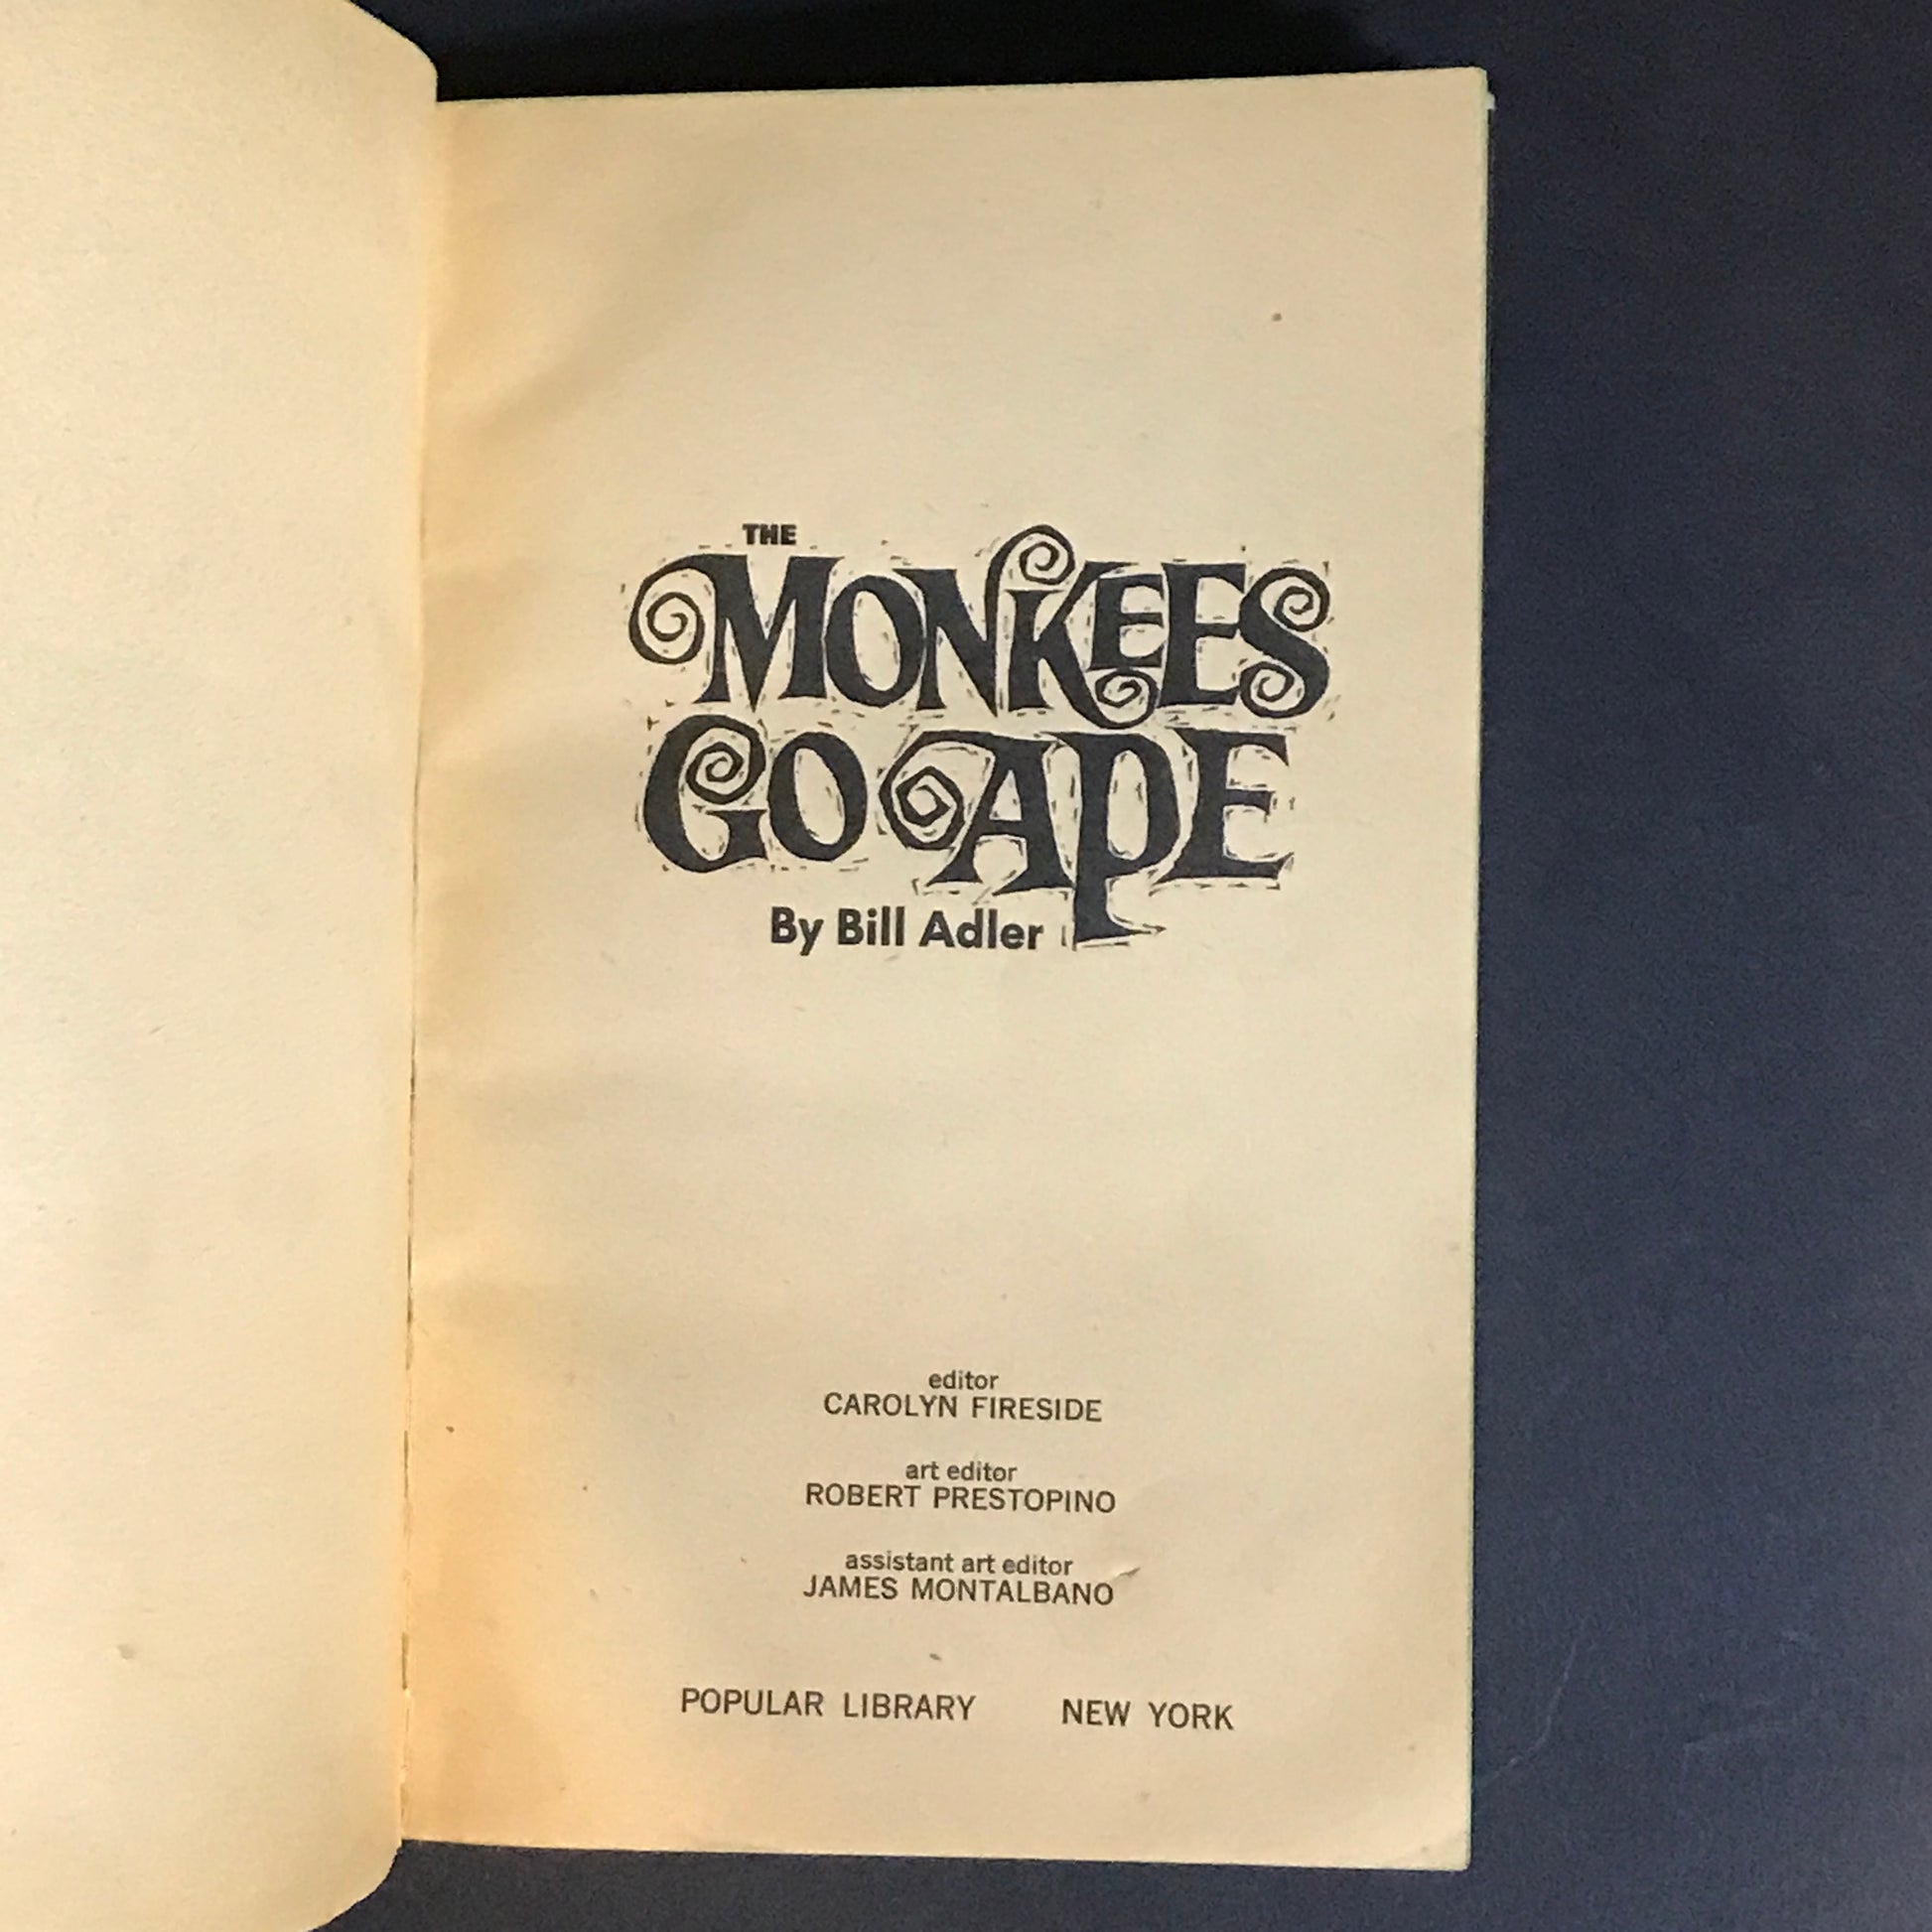 THE
MONKEES
GO APE
By Bill Adler
editor
CAROLYN FIRESIDE
art editor
ROBERT PRESTOPINO
assistant art editor
JAMES MONTALBANO
POPULAR LIBRARY NEW YORK